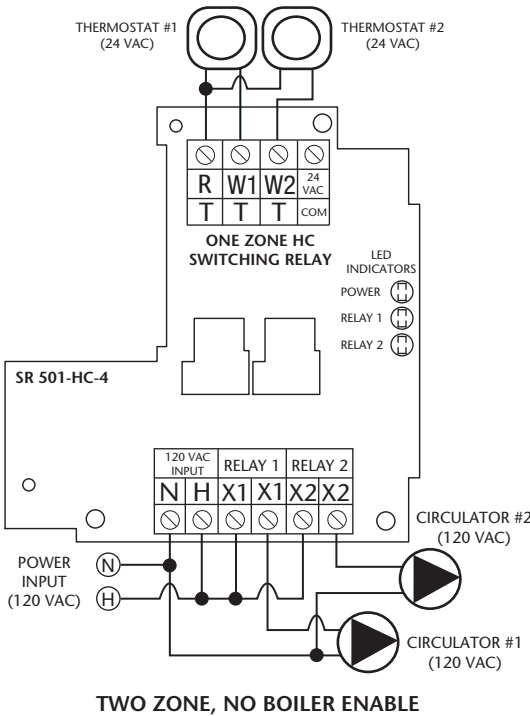 THERMOSTAT #1
(24 VAC)
THERMOSTAT #2
(24 VAC)
R W1 W2 24 VAC
T T T COM
ONE ZONE HC
SWITCHING RELAY
LED
INDICATORS
POWER
RELAY 1
RELAY 2
SR 501-HC-4
120 VAC
INPUT
RELAY 1 RELAY 2
N H X1 X1 X2 X2
POWER
INPUT
(120 VAC)
N
H
CIRCULATOR #2
(120 VAC)
CIRCULATOR #1
(120 VAC)
TWO ZONE, NO BOILER ENABLE